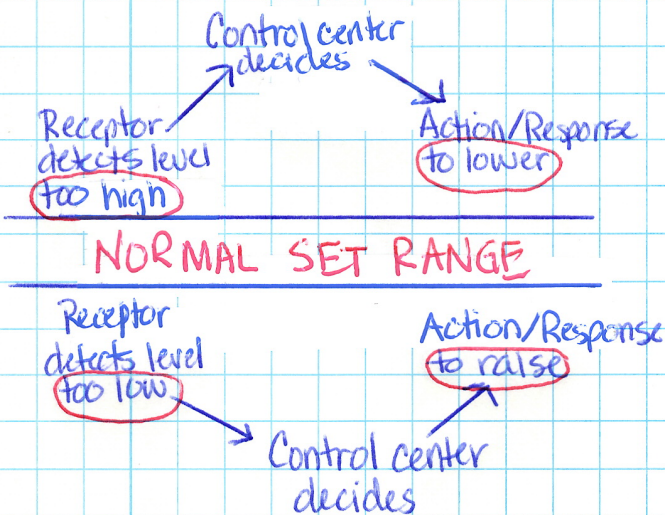 Control center
decides
Receptor
detects level
too high
Action/Response
to lower
NORMAL SET RANGE
Receptor
detects level
too low
Action/Response
to raise
Control center
decides